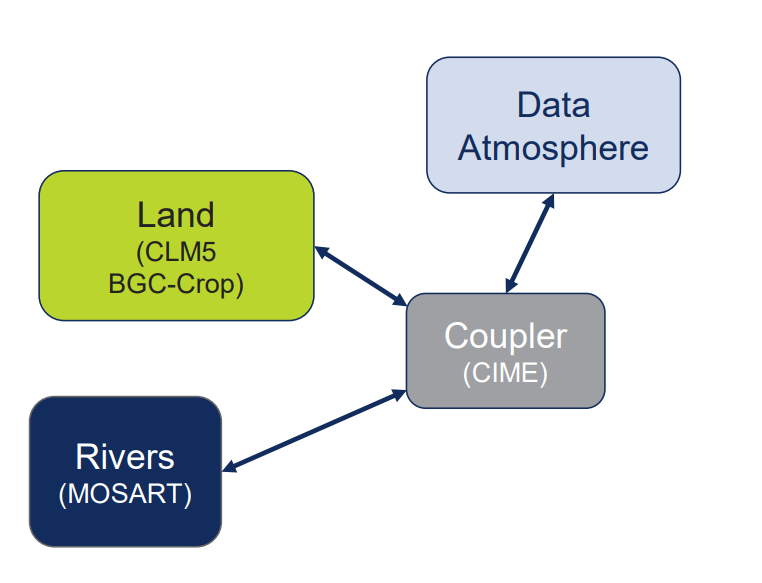 Data
Atmosphere
Land
(CLM5
BGC-Crop)
Coupler
(CIME)
Rivers
(MOSART)